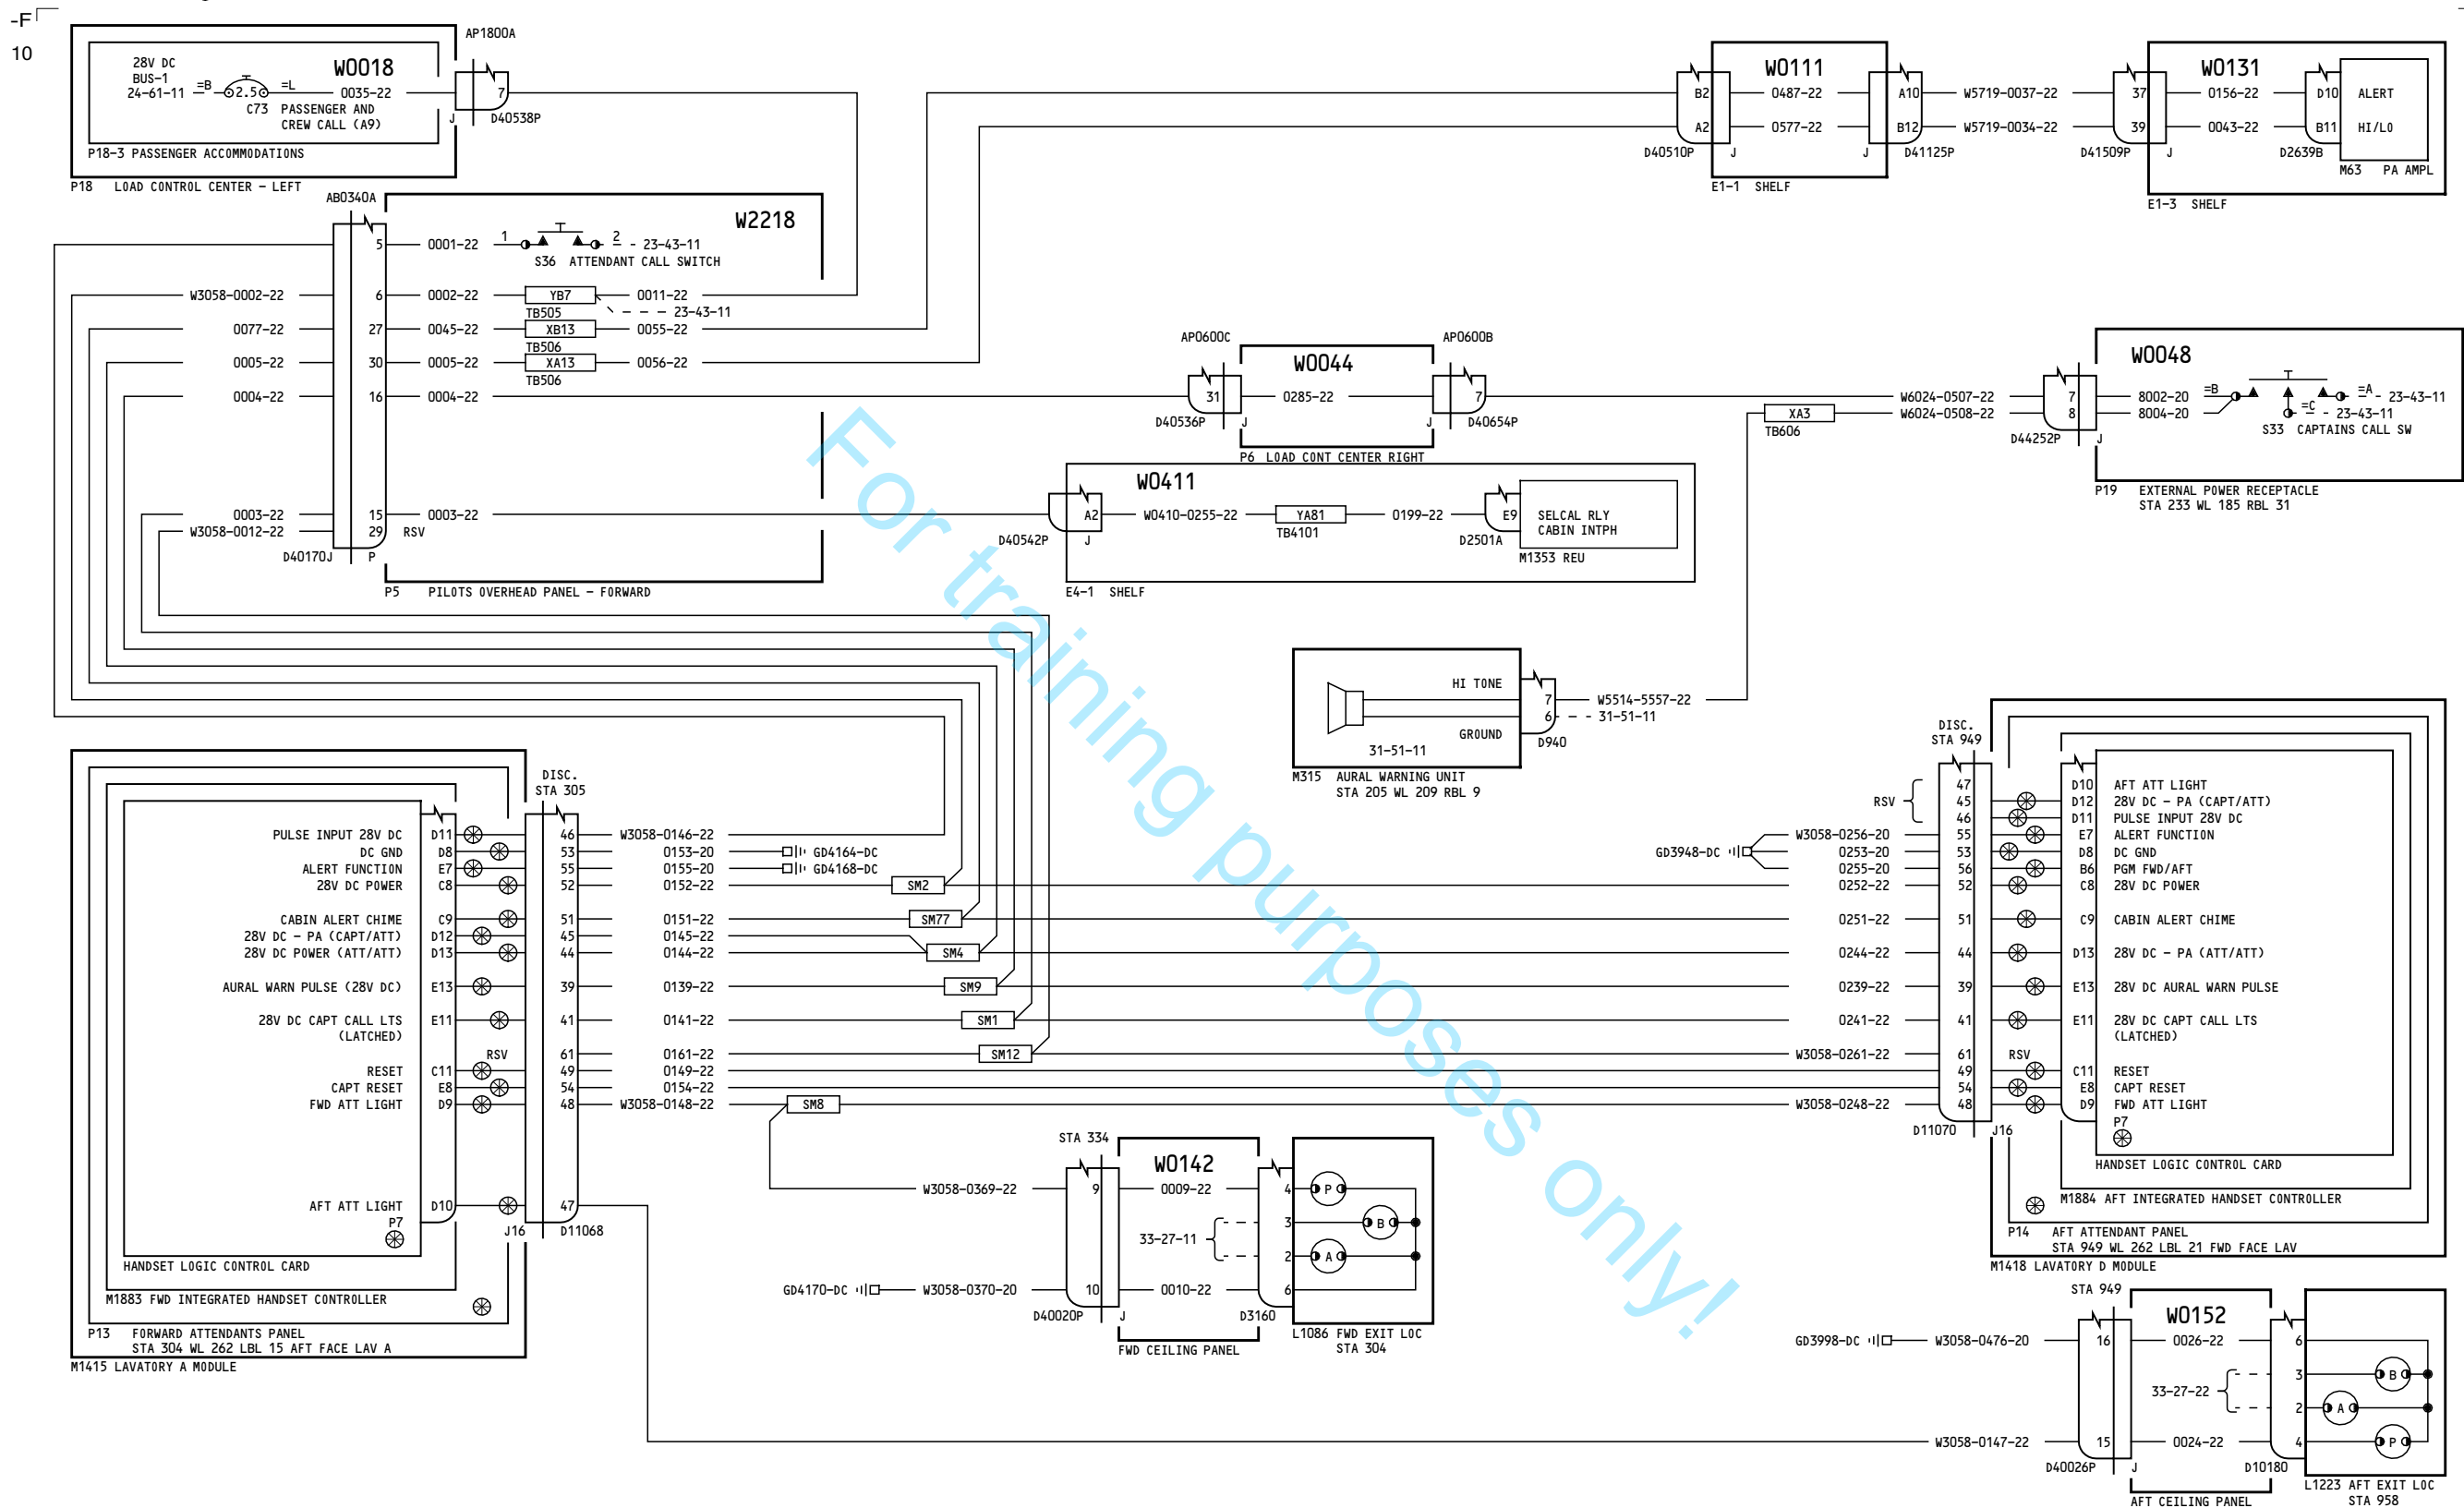 -F
10
AP1800A
28V DC
BUS-1
24-61-11
=B
2.5
=L
W0018
0035-22
C73 PASSENGER AND
CREW CALL (A9)
7
J
D40538P
P18-3 PASSENGER ACCOMMODATIONS
P18 LOAD CONTROL CENTER - LEFT
W0111
B2
0487-22
A10
W5719-0037-22
A2
0577-22
B12
W5719-0034-22
D40510P
J
J
D41125P
E1-1 SHELF
W0131
37
0156-22
D10
ALERT
39
0043-22
B11
HI/LO
D41509P
J
D2639B
M63 PA AMPL
E1-3 SHELF
AB0340A
W2218
5
0001-22
1
2
23-43-11
S36 ATTENDANT CALL SWITCH
W3058-0002-22
6
0002-22
YB7
0011-22
TB505
23-43-11
0077-22
27
0045-22
XB13
0055-22
TB506
0005-22
30
0005-22
XA13
0056-22
TB506
0004-22
16
0004-22
0003-22
15
0003-22
W3058-0012-22
29
RSV
D40170J
P
P5 PILOTS OVERHEAD PANEL - FORWARD
AP0600C
AP0600B
W0044
31
0285-22
7
D40536P
J
J
D40654P
P6 LOAD CONT CENTER RIGHT
W0411
A2
W0410-0255-22
YA81
0199-22
E9
SELCAL RLY
CABIN INTPH
TB4101
D40542P
J
D2501A
M1353 REU
E4-1 SHELF
XA3
TB606
W6024-0507-22
W6024-0508-22
W0048
7
8002-20
=B
=A
23-43-11
8
8004-20
=C
23-43-11
S33 CAPTAINS CALL SW
D44252P
J
P19 EXTERNAL POWER RECEPTACLE
STA 233 WL 185 RBL 31
HI TONE
7
W5514-5557-22
6
31-51-11
GROUND
31-51-11
D940
M315 AURAL WARNING UNIT
STA 205 WL 209 RBL 9
DISC.
STA 305
PULSE INPUT 28V DC
D11
46
W3058-0146-22
DC GND
D8
53
0153-20
GD4164-DC
ALERT FUNCTION
E7
55
0155-20
GD4168-DC
28V DC POWER
C8
52
0152-22
SM2
CABIN ALERT CHIME
C9
51
0151-22
SM77
28V DC - PA (CAPT/ATT)
D12
45
0145-22
28V DC POWER (ATT/ATT)
D13
44
0144-22
SM4
AURAL WARN PULSE (28V DC)
E13
39
0139-22
SM9
28V DC CAPT CALL LTS
(LATCHED)
E11
41
0141-22
SM1
RSV
61
0161-22
SM12
RESET
C11
49
0149-22
CAPT RESET
E8
54
0154-22
FWD ATT LIGHT
D9
48
W3058-0148-22
SM8
AFT ATT LIGHT
D10
47
P7
J16
D11068
HANDSET LOGIC CONTROL CARD
M1883 FWD INTEGRATED HANDSET CONTROLLER
P13 FORWARD ATTENDANTS PANEL
STA 304 WL 262 LBL 15 AFT FACE LAV A
M1415 LAVATORY A MODULE
DISC.
STA 949
47
D10
AFT ATT LIGHT
RSV
45
D12
28V DC - PA (CAPT/ATT)
46
D11
PULSE INPUT 28V DC
W3058-0256-20
55
E7
ALERT FUNCTION
GD3948-DC
0253-20
53
D8
DC GND
0255-20
56
B6
PGM FWD/AFT
0252-22
52
C8
28V DC POWER
0251-22
51
C9
CABIN ALERT CHIME
0244-22
44
D13
28V DC - PA (ATT/ATT)
0239-22
39
E13
28V DC AURAL WARN PULSE
0241-22
41
E11
28V DC CAPT CALL LTS
(LATCHED)
W3058-0261-22
61
RSV
49
C11
RESET
54
E8
CAPT RESET
W3058-0248-22
48
D9
FWD ATT LIGHT
D11070
J16
P7
HANDSET LOGIC CONTROL CARD
M1884 AFT INTEGRATED HANDSET CONTROLLER
P14 AFT ATTENDANT PANEL
STA 949 WL 262 LBL 21 FWD FACE LAV
M1418 LAVATORY D MODULE
STA 334
W0142
W3058-0369-22
9
0009-22
4
P
3
B
33-27-11
2
A
GD4170-DC
W3058-0370-20
10
0010-22
6
D40020P
J
D3160
FWD CEILING PANEL
L1086 FWD EXIT LOC
STA 304
STA 949
W0152
GD3998-DC
W3058-0476-20
16
0026-22
6
3
B
33-27-22
2
A
W3058-0147-22
15
0024-22
4
P
D40026P
J
D10180
AFT CEILING PANEL
L1223 AFT EXIT LOC
STA 958
For training purposes only!